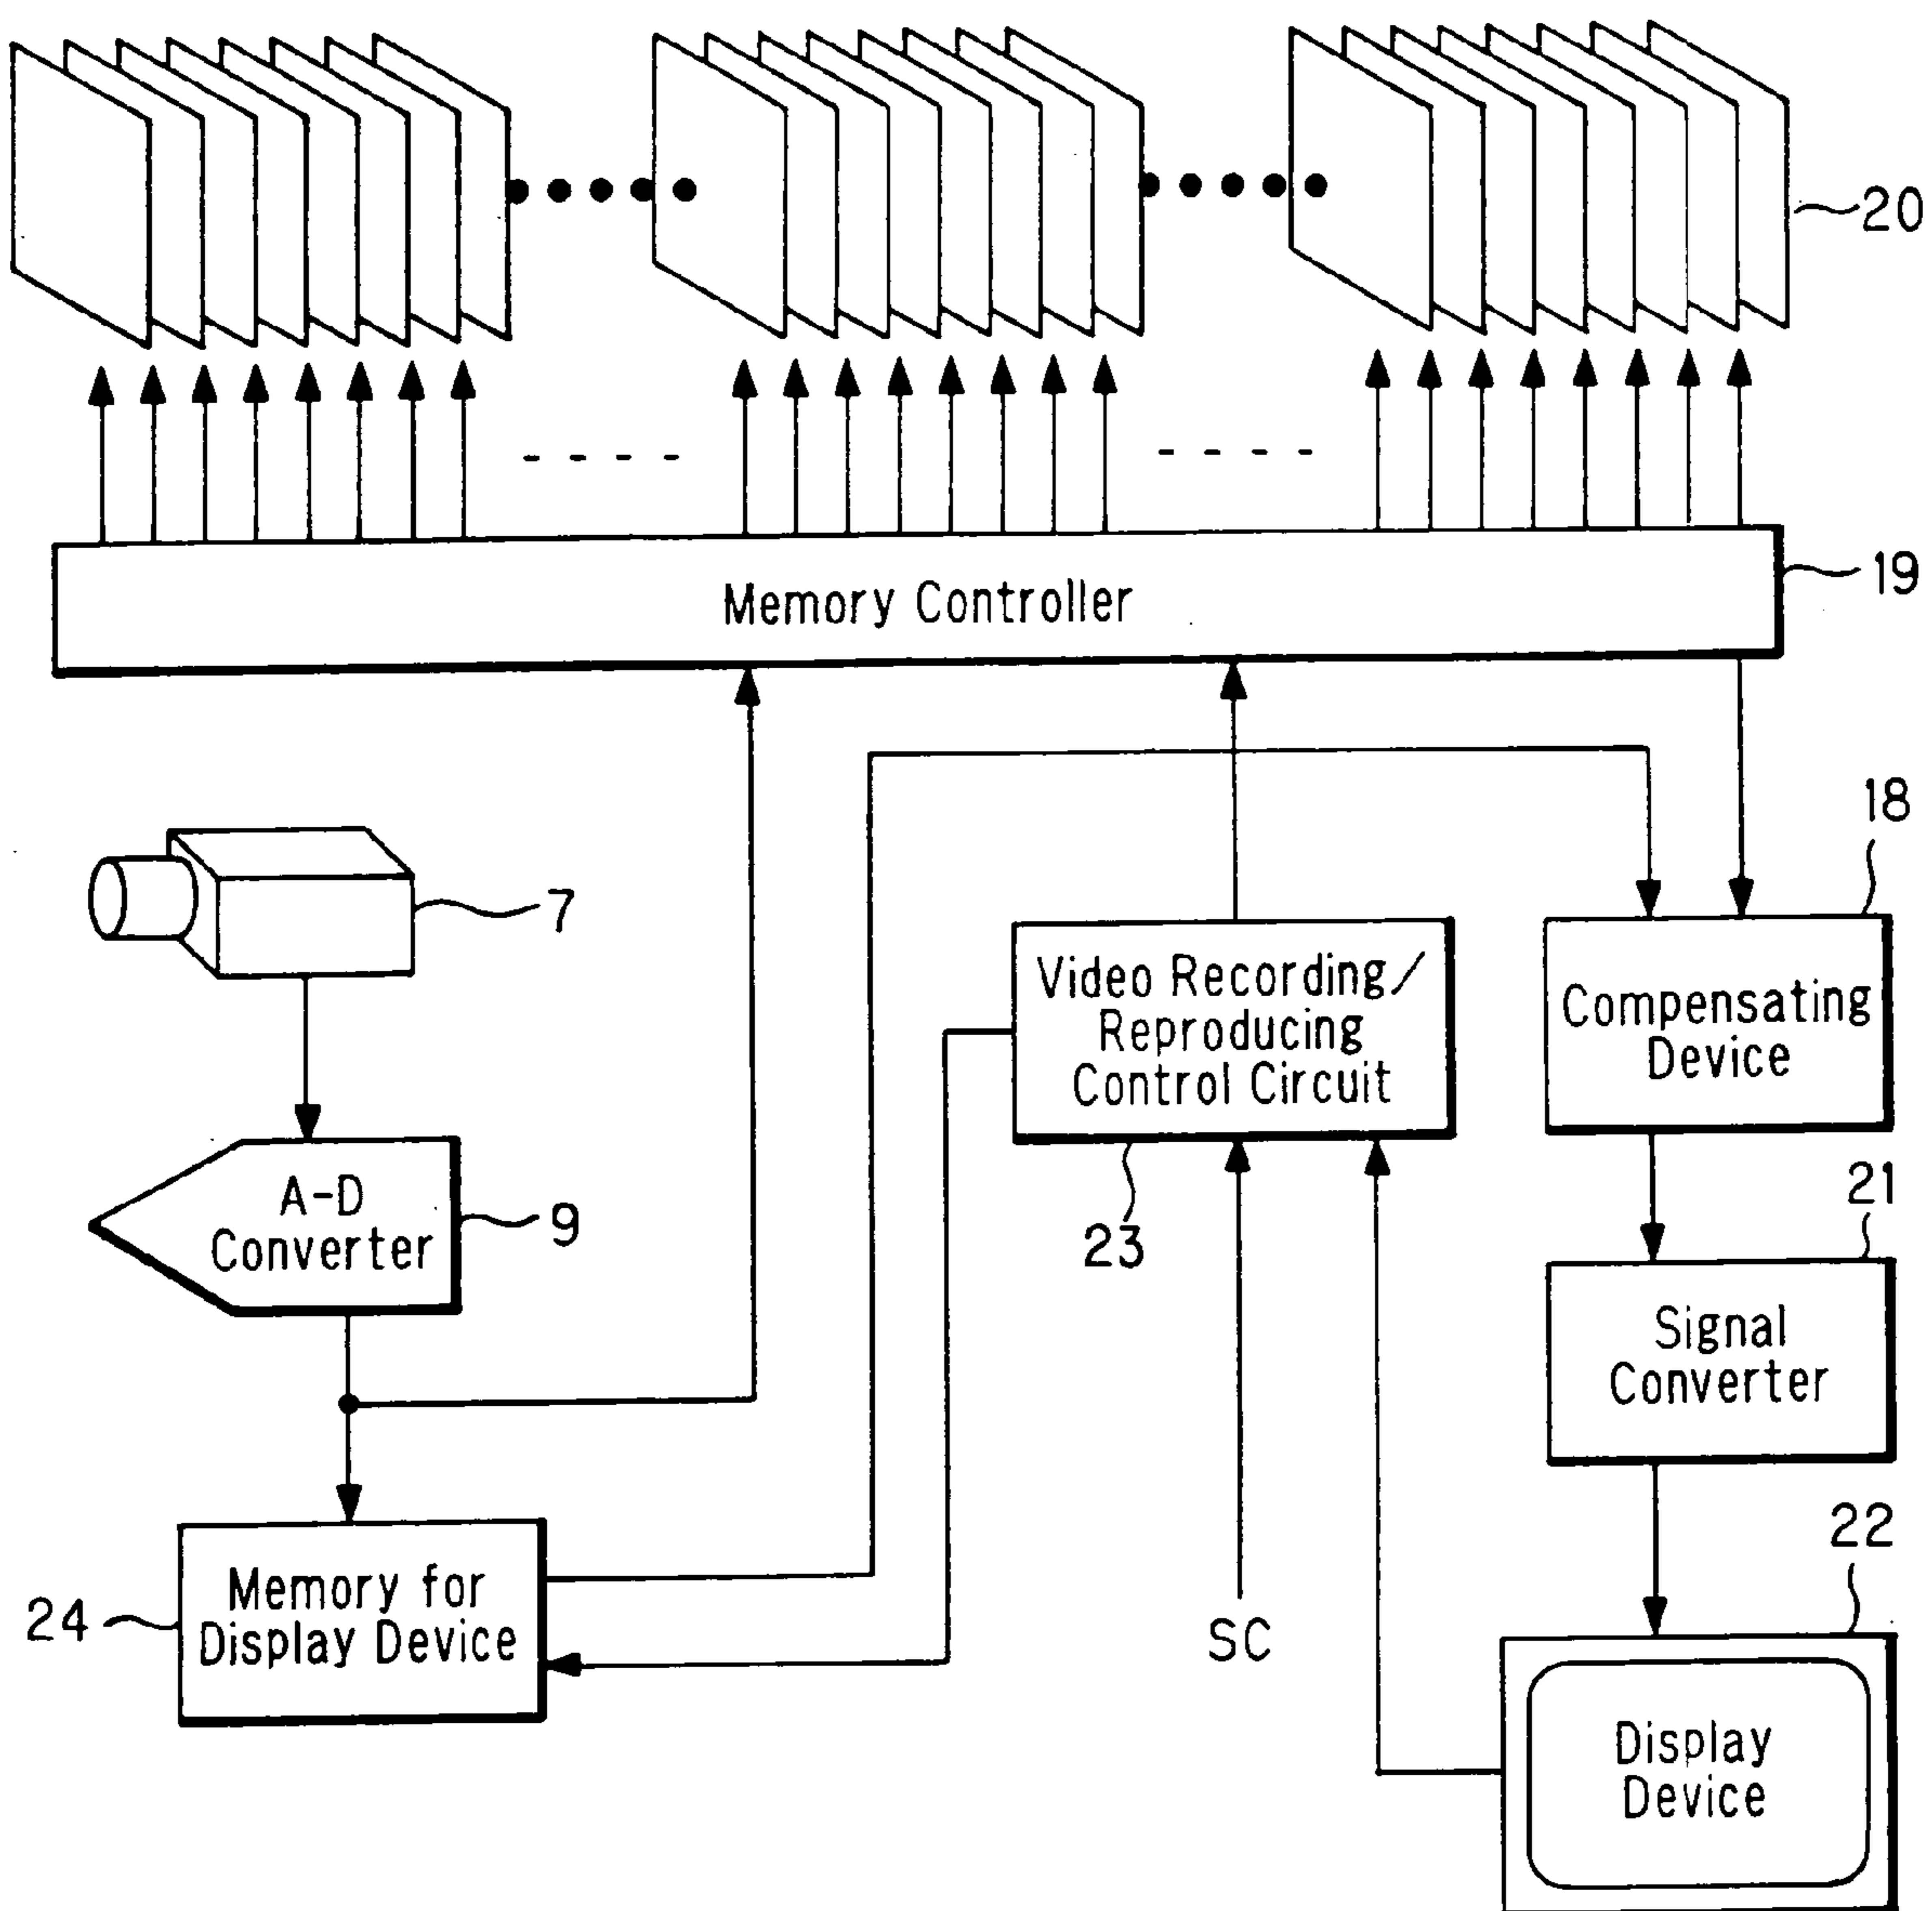 20
Memory Controller
19
18
7
Video Recording/
Reproducing
Control Circuit
Compensating
Device
A-D
Converter
9
23
21
Signal
Converter
22
24
Memory for
Display Device
SC
Display
Device